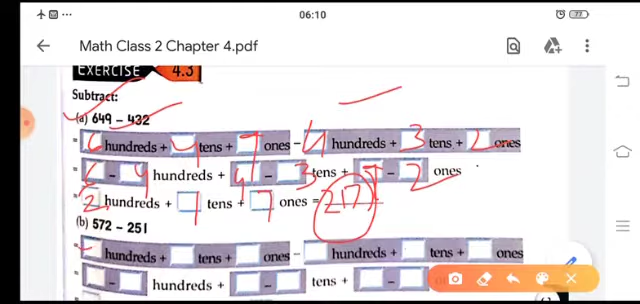 06:10
77
Math Class 2 Chapter 4.pdf
EXERCISE 4.3
Subtract:
(a) 649 – 432
= 6 hundreds + 4 tens + 9 ones – 4 hundreds + 3 tens + 2 ones
= 6 – 4 hundreds + 4 – 3 tens + 9 – 2 ones
= 2 hundreds + 1 tens + 7 ones = 217
(b) 572 – 251
= hundreds + tens + ones – hundreds + tens + ones
– hundreds + – tens + –